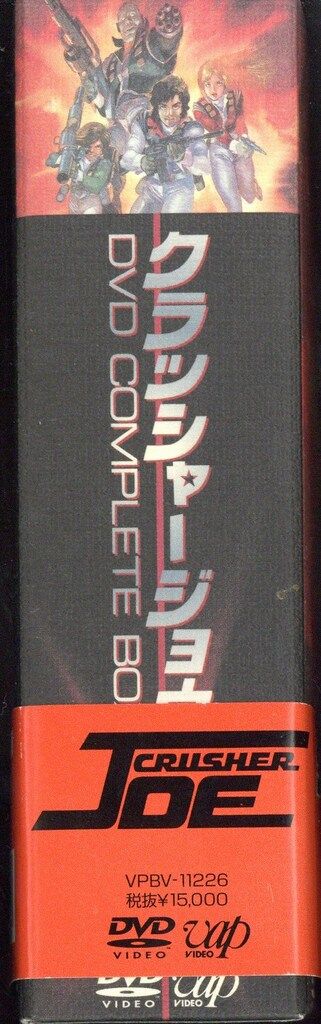 クラッシャージョウ
DVD COMPLETE BO
CRUSHER
JOE
VPBV-11226
税抜¥15,000
DVD
VIDEO
vap
VIDEO
DVD
VIDEO
vap
VIDEO